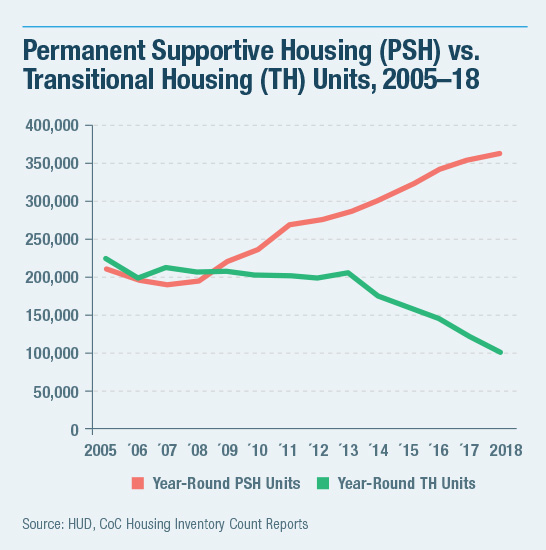 Permanent Supportive Housing (PSH) vs.
Transitional Housing (TH) Units, 2005–18
400,000
350,000
300,000
250,000
200,000
150,000
100,000
50,000
0
2005 ´06 ´07 ´08 ´09 ´10 ´11 ´12 ´13 ´14 ´15 ´16 ´17 2018
Year-Round PSH Units Year-Round TH Units
Source: HUD, CoC Housing Inventory Count Reports